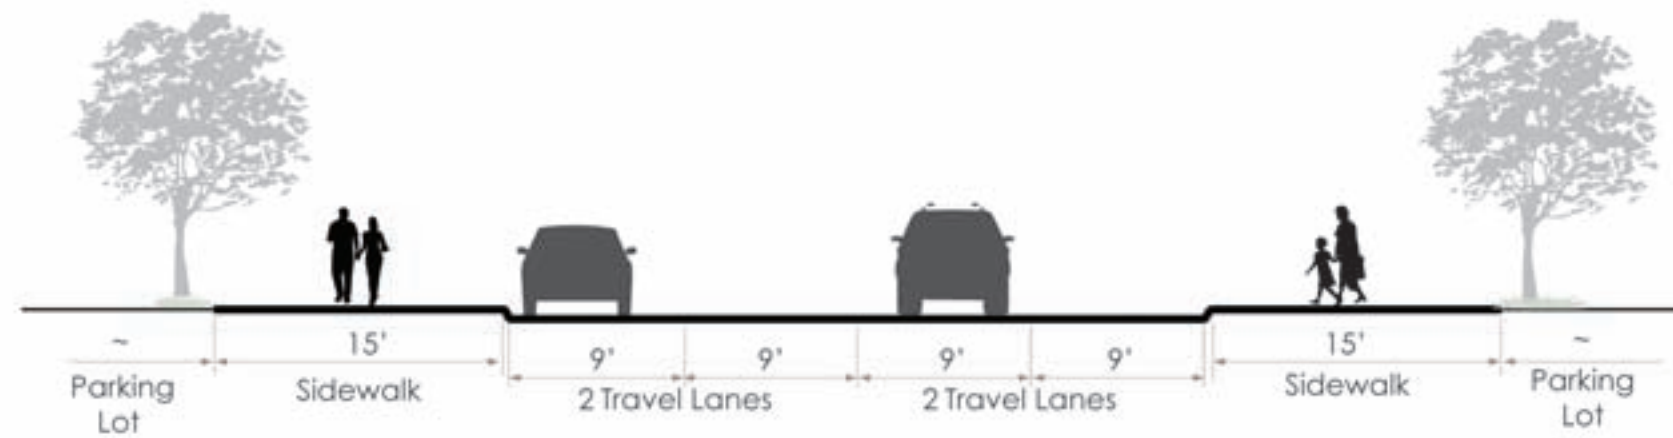 ~
15'
9'
9'
9'
9'
15'
~
Parking
Lot
Sidewalk
2 Travel Lanes
2 Travel Lanes
Sidewalk
Parking
Lot